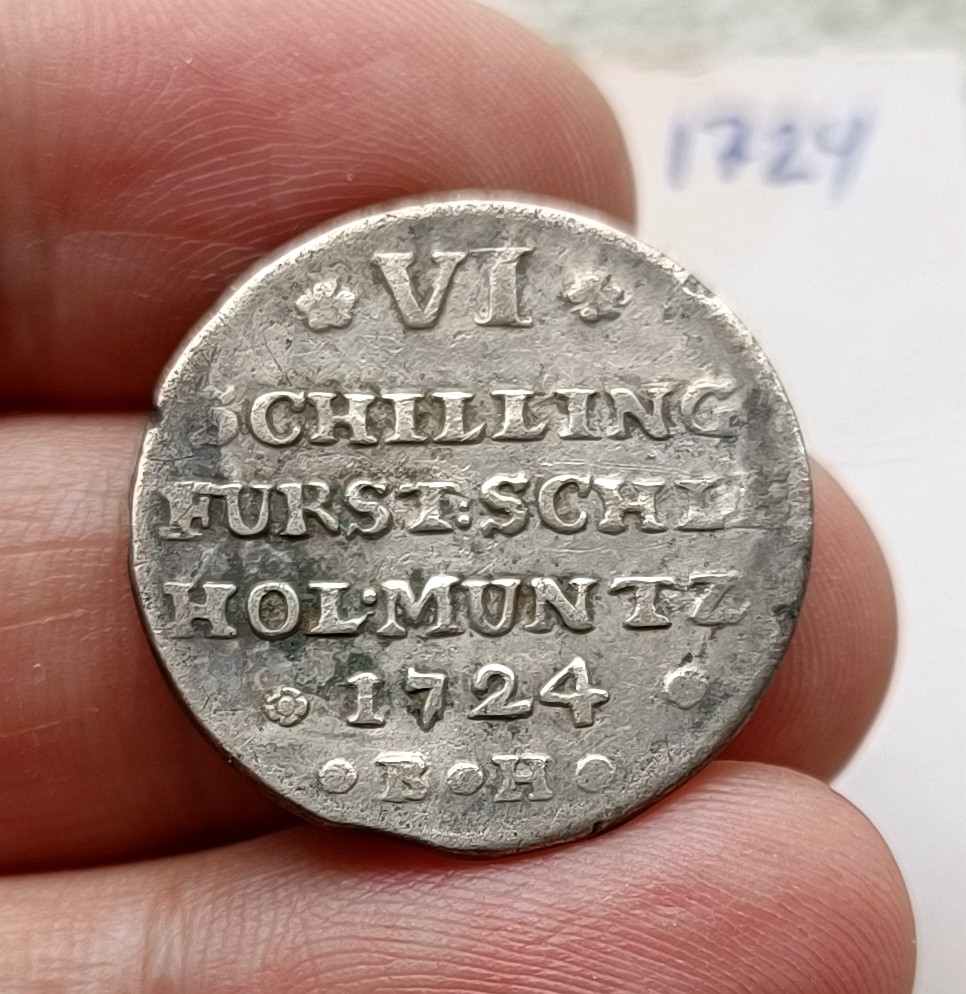 1724
VI
SCHILLING
FURST:SCHL
HOL:MUNTZ
1724
B•H